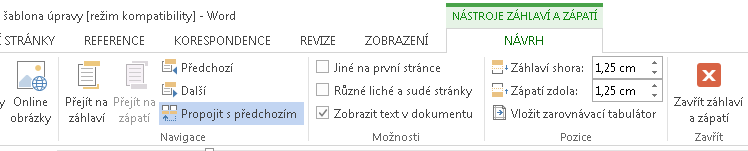 šablona úpravy [režim kompatibility] - Word
NÁSTROJE ZÁHLAVÍ A ZÁPATÍ
STRÁNKY REFERENCE KORESPONDENCE REVIZE ZOBRAZENÍ NÁVRH
Online obrázky
Přejít na záhlaví
Přejít na zápatí
Předchozí
Další
Propojit s předchozím
Navigace
Jiné na první stránce
Různé liché a sudé stránky
Zobrazit text v dokumentu
Možnosti
Záhlaví shora: 1,25 cm
Zápatí zdola: 1,25 cm
Vložit zarovnávací tabulátor
Pozice
Zavřít záhlaví
a zápatí
Zavřít